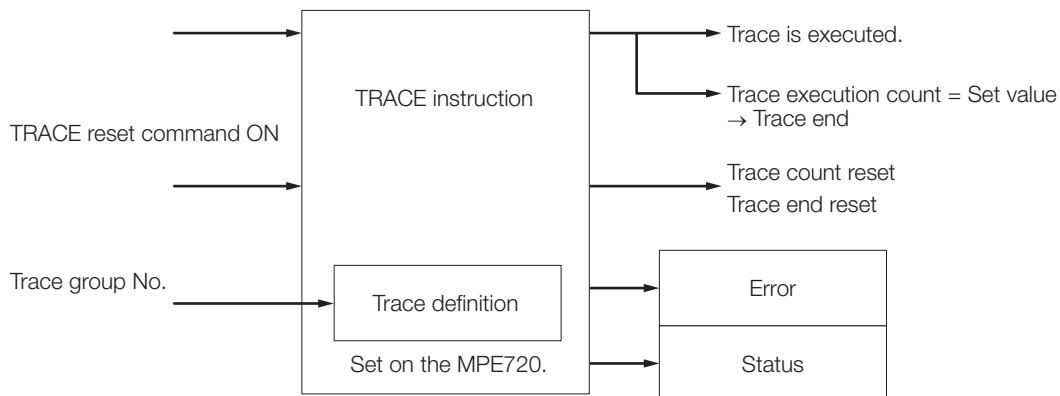 Trace is executed.
TRACE instruction
Trace execution count = Set value
→ Trace end
TRACE reset command ON
Trace count reset
Trace end reset
Trace group No.
Trace definition
Error
Set on the MPE720.
Status